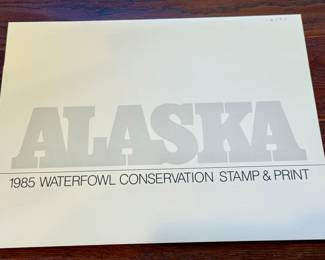 ALASKA
1985 WATERFOWL CONSERVATION STAMP & PRINT